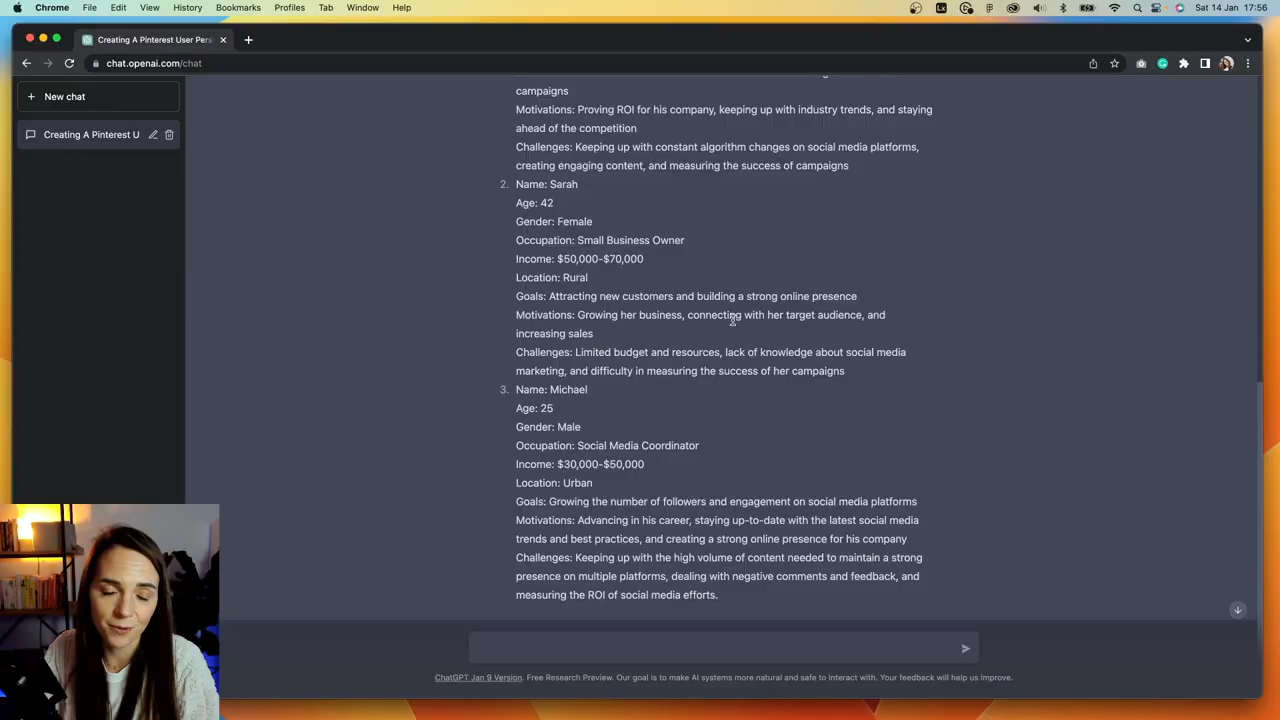 Chrome File Edit View History Bookmarks Profiles Tab Window Help Sat 14 Jan 17:56
Creating A Pinterest User Pers
chat.openai.com/chat
New chat
Creating A Pinterest U
campaigns
Motivations: Proving ROI for his company, keeping up with industry trends, and staying
ahead of the competition
Challenges: Keeping up with constant algorithm changes on social media platforms,
creating engaging content, and measuring the success of campaigns
2. Name: Sarah
Age: 42
Gender: Female
Occupation: Small Business Owner
Income: $50,000-$70,000
Location: Rural
Goals: Attracting new customers and building a strong online presence
Motivations: Growing her business, connecting with her target audience, and
increasing sales
Challenges: Limited budget and resources, lack of knowledge about social media
marketing, and difficulty in measuring the success of her campaigns
3. Name: Michael
Age: 25
Gender: Male
Occupation: Social Media Coordinator
Income: $30,000-$50,000
Location: Urban
Goals: Growing the number of followers and engagement on social media platforms
Motivations: Advancing in his career, staying up-to-date with the latest social media
trends and best practices, and creating a strong online presence for his company
Challenges: Keeping up with the high volume of content needed to maintain a strong
presence on multiple platforms, dealing with negative comments and feedback, and
measuring the ROI of social media efforts.
ChatGPT Jan 9 Version. Free Research Preview. Our goal is to make AI systems more natural and safe to interact with. Your feedback will help us improve.